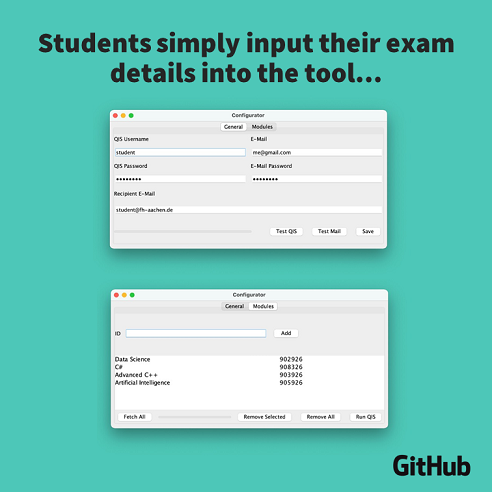 Students simply input their exam
details into the tool...
Configurator
General Modules
QIS Username E-Mail
student me@gmail.com
QIS Password E-Mail Password
•••••••• ••••••••
Recipient E-Mail
student@fh-aachen.de
Test QIS Test Mail Save
Configurator
General Modules
ID Add
Data Science 902926
C# 908326
Advanced C++ 903926
Artificial Intelligence 905926
Fetch All Remove Selected Remove All Run QIS
GitHub